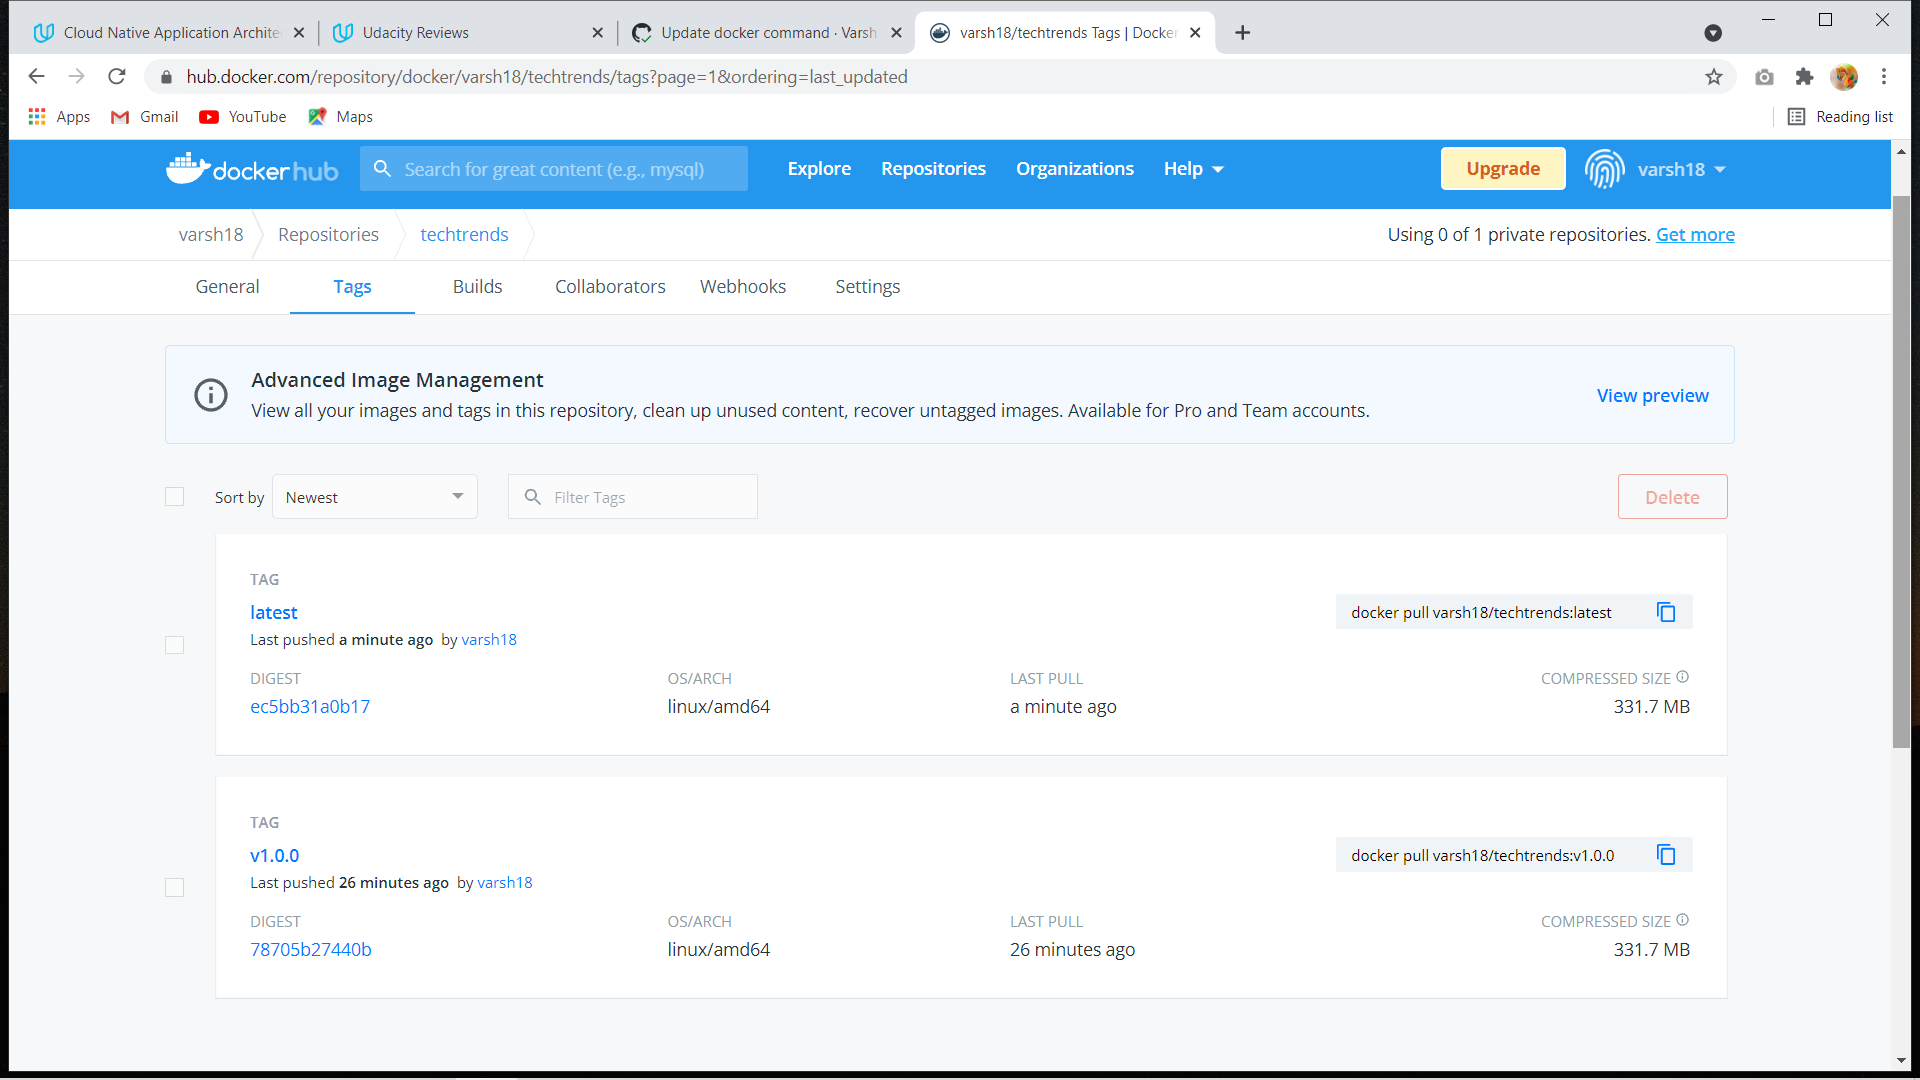 Cloud Native Application Archite
Udacity Reviews
Update docker command · Varsh
varsh18/techtrends Tags | Docker
hub.docker.com/repository/docker/varsh18/techtrends/tags?page=1&ordering=last_updated
Apps
Gmail
YouTube
Maps
Reading list
docker hub
Search for great content (e.g., mysql)
Explore
Repositories
Organizations
Help
Upgrade
varsh18
varsh18
Repositories
techtrends
Using 0 of 1 private repositories. Get more
General
Tags
Builds
Collaborators
Webhooks
Settings
Advanced Image Management
View all your images and tags in this repository, clean up unused content, recover untagged images. Available for Pro and Team accounts.
View preview
Sort by
Newest
Filter Tags
Delete
TAG
latest
docker pull varsh18/techtrends:latest
Last pushed a minute ago by varsh18
DIGEST
OS/ARCH
LAST PULL
COMPRESSED SIZE
ec5bb31a0b17
linux/amd64
a minute ago
331.7 MB
TAG
v1.0.0
docker pull varsh18/techtrends:v1.0.0
Last pushed 26 minutes ago by varsh18
DIGEST
OS/ARCH
LAST PULL
COMPRESSED SIZE
78705b27440b
linux/amd64
26 minutes ago
331.7 MB